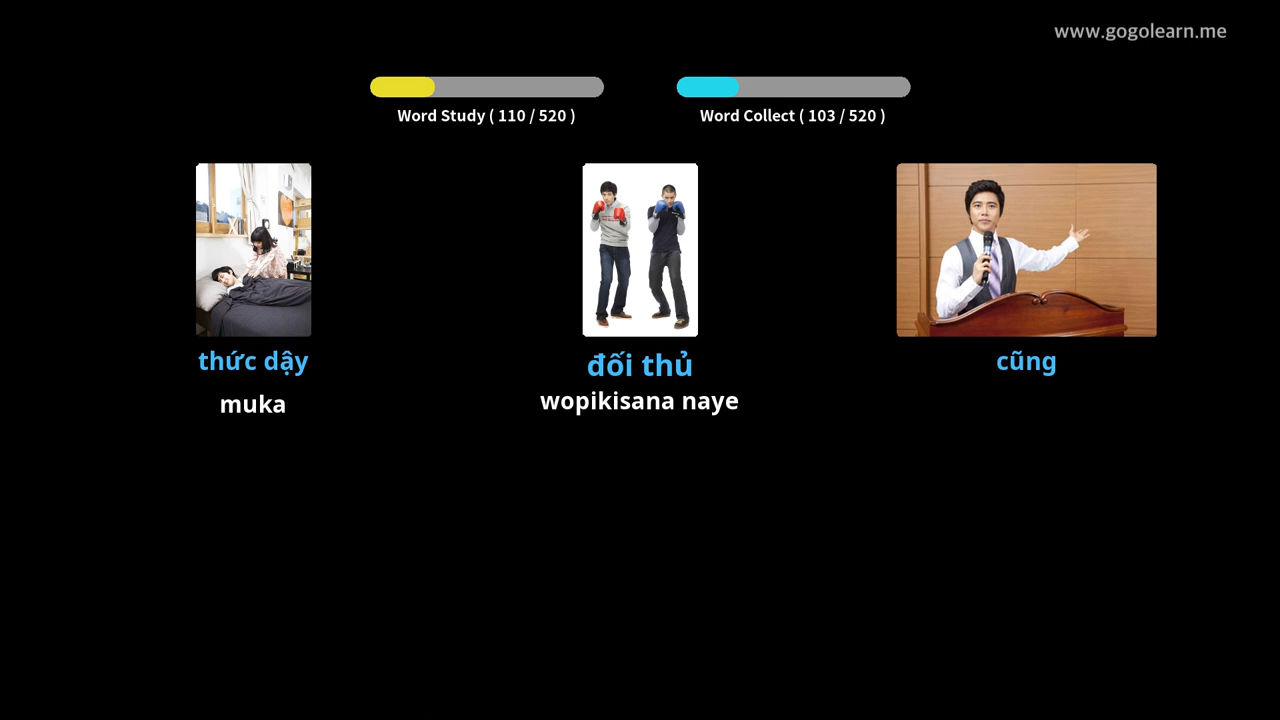 www.gogolearn.me
Word Study ( 110 / 520 )
Word Collect ( 103 / 520 )
thức dậy
muka
đối thủ
wopikisana naye
cũng